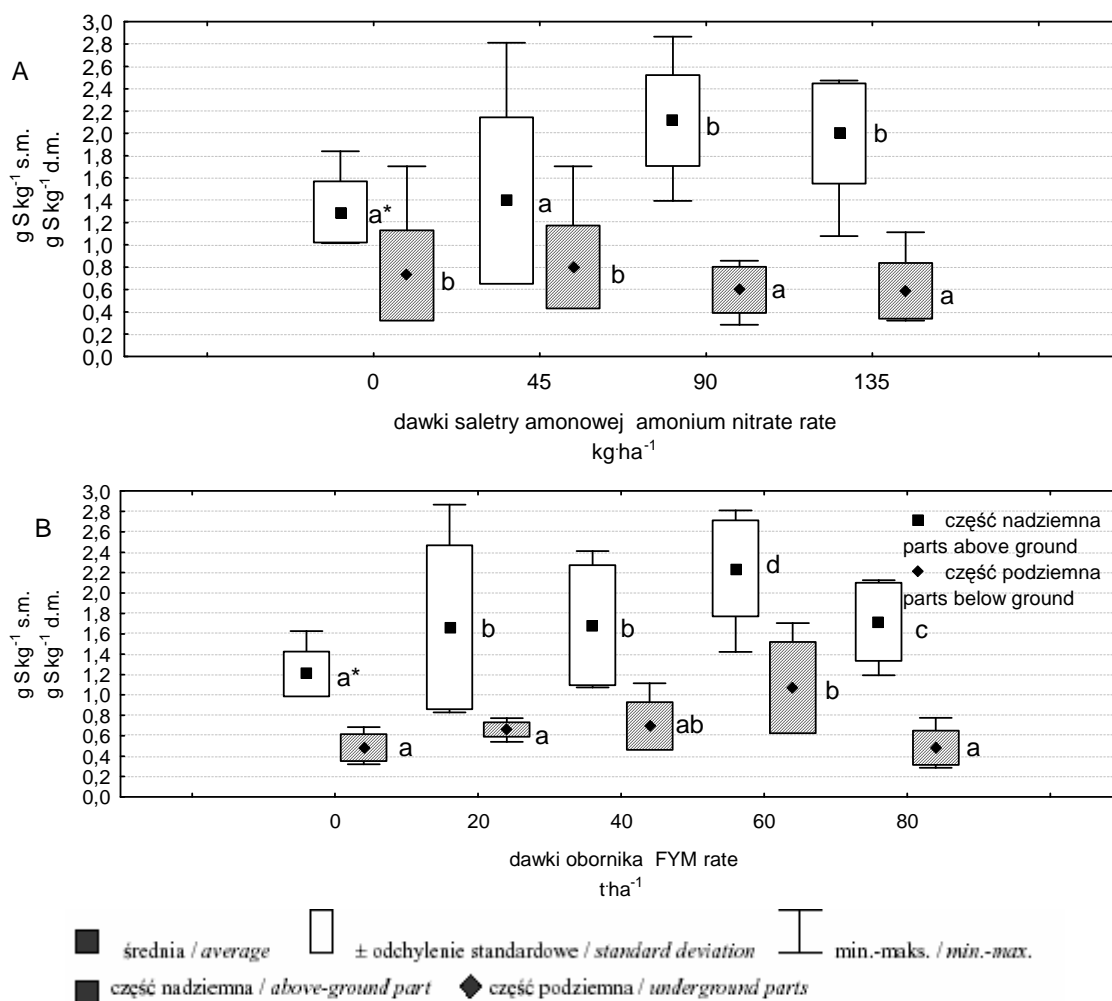 A
3,0
2,8
2,6
2,4
2,2
2,0
1,8
1,6
1,4
1,2
1,0
0,8
0,6
0,4
0,2
0,0
g S kg⁻¹ s.m.
g S kg⁻¹ d.m.
a* b a b b a b a
0 45 90 135
dawki saletry amonowej amonium nitrate rate
kg·ha⁻¹
B
3,0
2,8
2,6
2,4
2,2
2,0
1,8
1,6
1,4
1,2
1,0
0,8
0,6
0,4
0,2
0,0
g S kg⁻¹ s.m.
g S kg⁻¹ d.m.
a* a b a b ab d b c a
część nadziemna
parts above ground
część podziemna
parts below ground
0 20 40 60 80
dawki obornika FYM rate
t·ha⁻¹
średnia / average ± odchylenie standardowe / standard deviation min.-maks. / min.-max.
część nadziemna / above-ground part część podziemna / underground parts